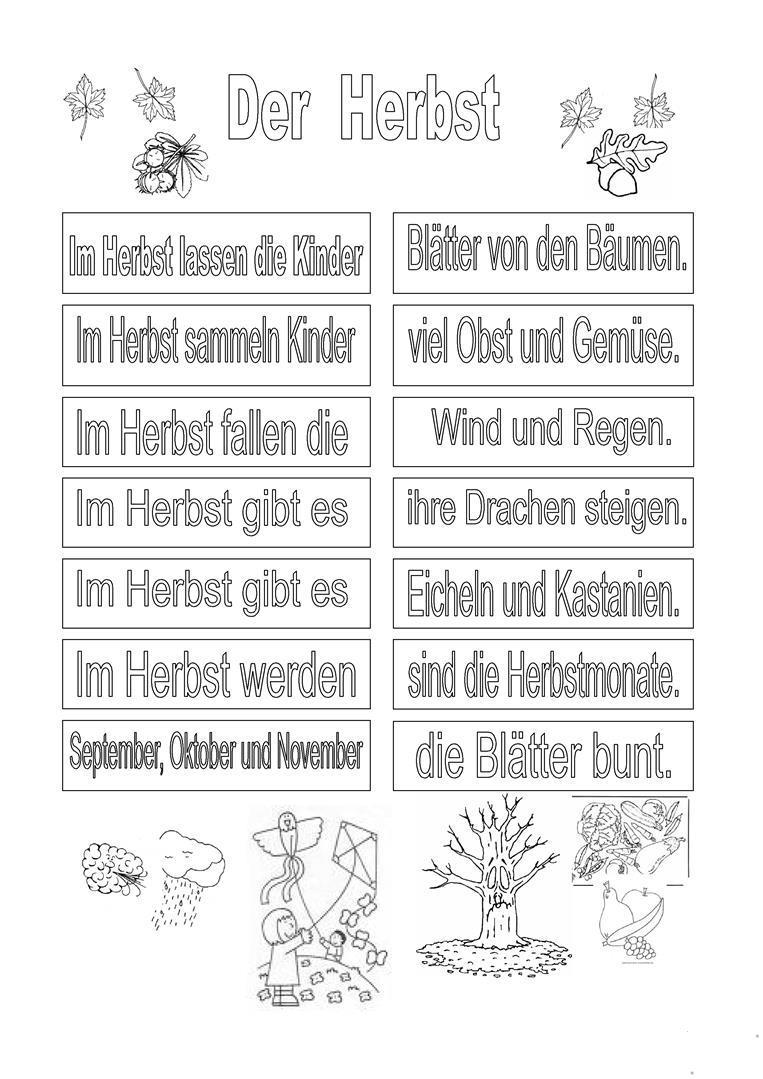 Der Herbst
Im Herbst lassen die Kinder
Blätter von den Bäumen.
Im Herbst sammeln Kinder
viel Obst und Gemüse.
Im Herbst fallen die
Wind und Regen.
Im Herbst gibt es
ihre Drachen steigen.
Im Herbst gibt es
Eicheln und Kastanien.
Im Herbst werden
sind die Herbstmonate.
September, Oktober und November
die Blätter bunt.